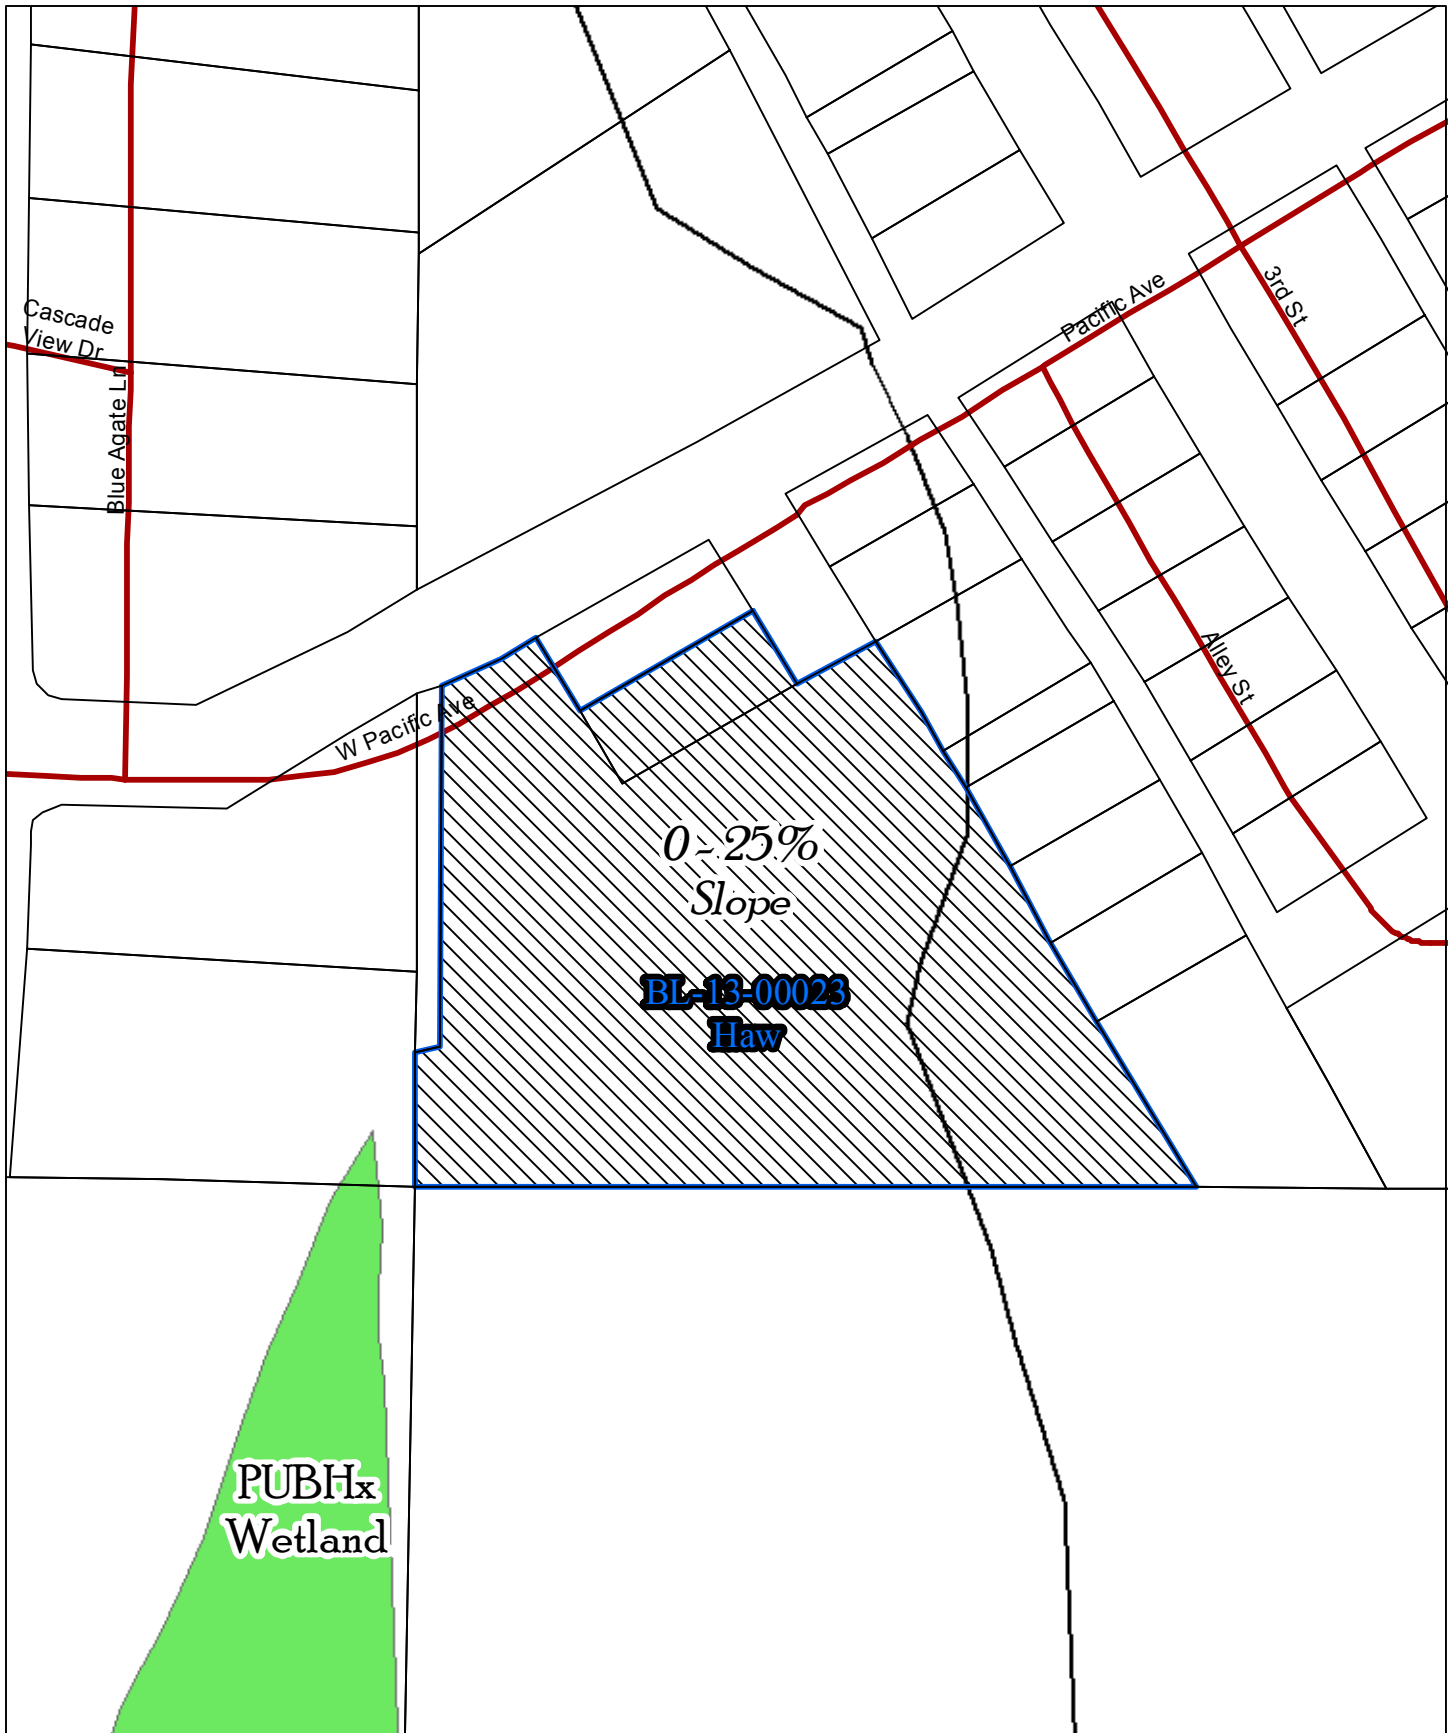 Cascade
View Dr
Blue Agate Ln
Pacific Ave
3rd St
Alley St
W Pacific Ave
0 ~ 25%
Slope
BL-13-00023
Haw
PUBHx
Wetland